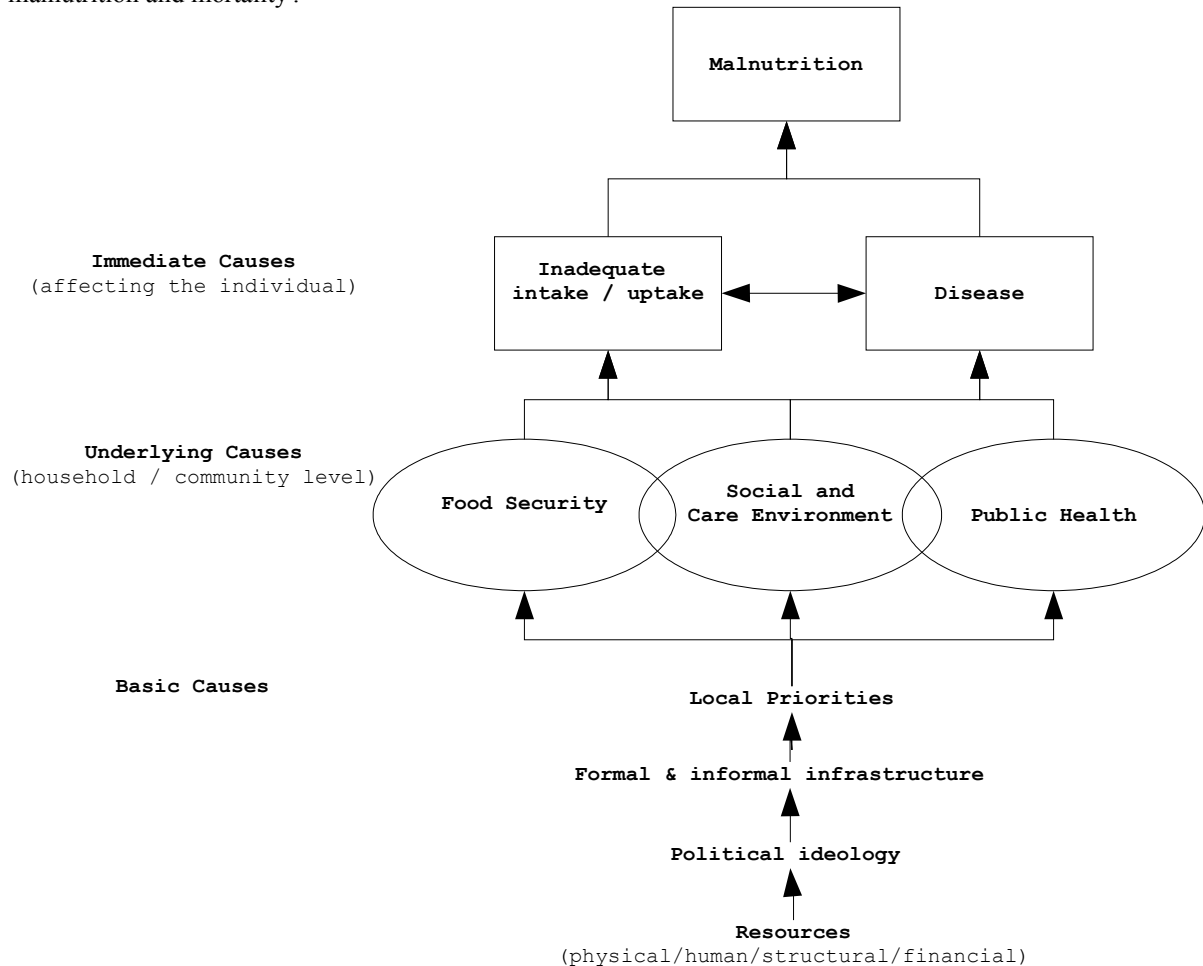 malnutrition and mortality?
Malnutrition
Immediate Causes
(affecting the individual)
Inadequate
intake / uptake
Disease
Underlying Causes
(household / community level)
Food Security
Social and
Care Environment
Public Health
Basic Causes
Local Priorities
Formal & informal infrastructure
Political ideology
Resources
(physical/human/structural/financial)